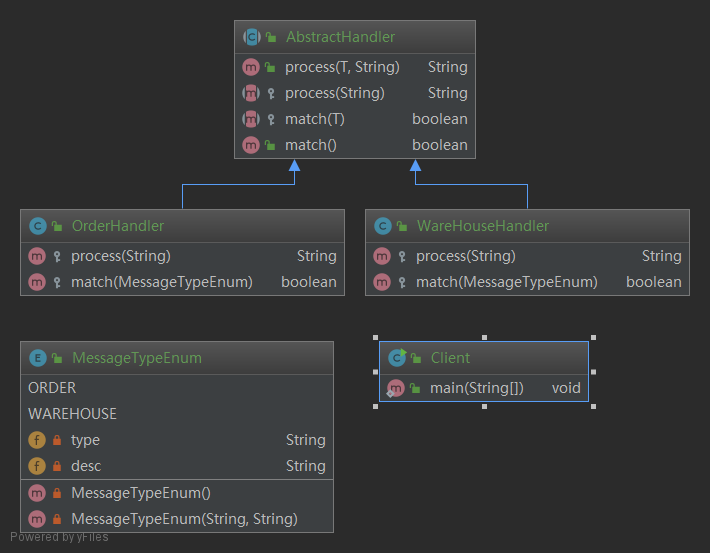 AbstractHandler
process(T, String) String
process(String) String
match(T) boolean
match() boolean
OrderHandler
process(String) String
match(MessageTypeEnum) boolean
WareHouseHandler
process(String) String
match(MessageTypeEnum) boolean
MessageTypeEnum
ORDER
WAREHOUSE
type String
desc String
MessageTypeEnum()
MessageTypeEnum(String, String)
Client
main(String[]) void
Powered by yFiles